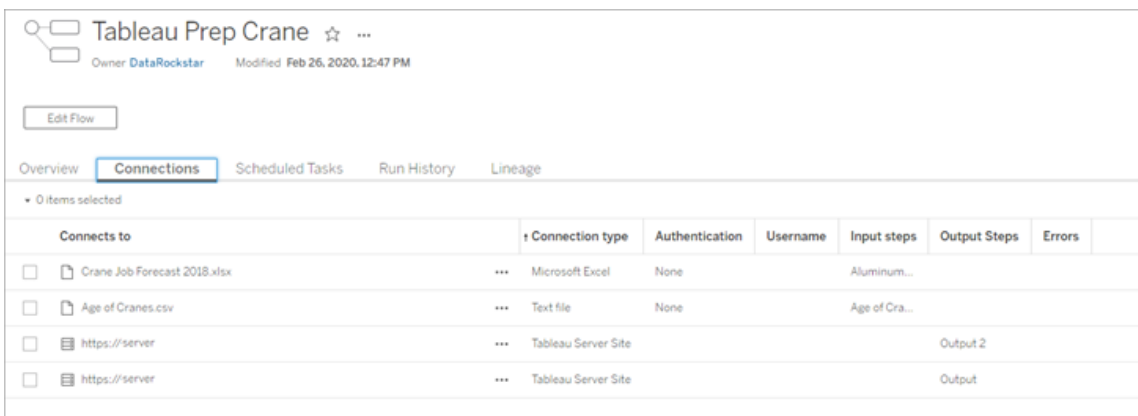 Tableau Prep Crane ☆ ...
Owner DataRockstar Modified Feb 26, 2020, 12:47 PM
Edit Flow
Overview Connections Scheduled Tasks Run History Lineage
0 items selected
Connects to ↑ Connection type Authentication Username Input steps Output Steps Errors
Crane Job Forecast 2018.xlsx ... Microsoft Excel None Aluminum...
Age of Cranes.csv ... Text file None Age of Cra...
https://server ... Tableau Server Site Output 2
https://server ... Tableau Server Site Output